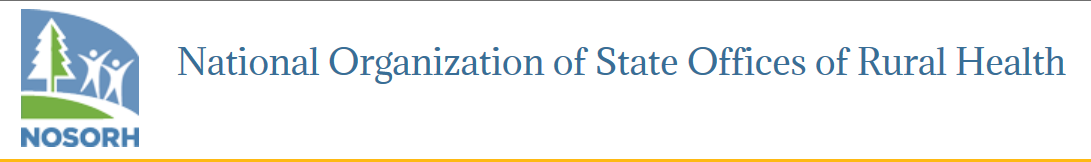 National Organization of State Offices of Rural Health
NOSORH